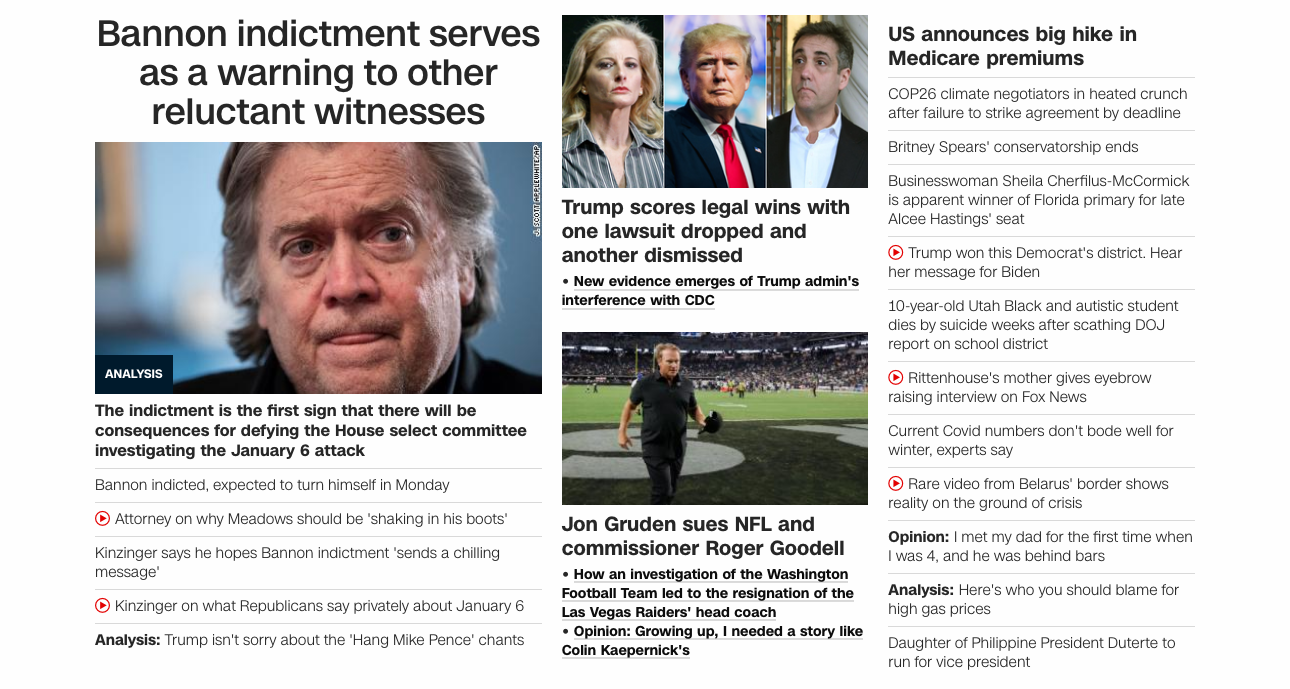 Bannon indictment serves
as a warning to other
reluctant witnesses
J. SCOTT APPLEWHITE/AP
ANALYSIS
The indictment is the first sign that there will be
consequences for defying the House select committee
investigating the January 6 attack
Bannon indicted, expected to turn himself in Monday
Attorney on why Meadows should be 'shaking in his boots'
Kinzinger says he hopes Bannon indictment 'sends a chilling
message'
Kinzinger on what Republicans say privately about January 6
Analysis: Trump isn't sorry about the 'Hang Mike Pence' chants
Trump scores legal wins with
one lawsuit dropped and
another dismissed
• New evidence emerges of Trump admin's
interference with CDC
Jon Gruden sues NFL and
commissioner Roger Goodell
• How an investigation of the Washington
Football Team led to the resignation of the
Las Vegas Raiders' head coach
• Opinion: Growing up, I needed a story like
Colin Kaepernick's
US announces big hike in
Medicare premiums
COP26 climate negotiators in heated crunch
after failure to strike agreement by deadline
Britney Spears' conservatorship ends
Businesswoman Sheila Cherfilus-McCormick
is apparent winner of Florida primary for late
Alcee Hastings' seat
Trump won this Democrat's district. Hear
her message for Biden
10-year-old Utah Black and autistic student
dies by suicide weeks after scathing DOJ
report on school district
Rittenhouse's mother gives eyebrow
raising interview on Fox News
Current Covid numbers don't bode well for
winter, experts say
Rare video from Belarus' border shows
reality on the ground of crisis
Opinion: I met my dad for the first time when
I was 4, and he was behind bars
Analysis: Here's who you should blame for
high gas prices
Daughter of Philippine President Duterte to
run for vice president